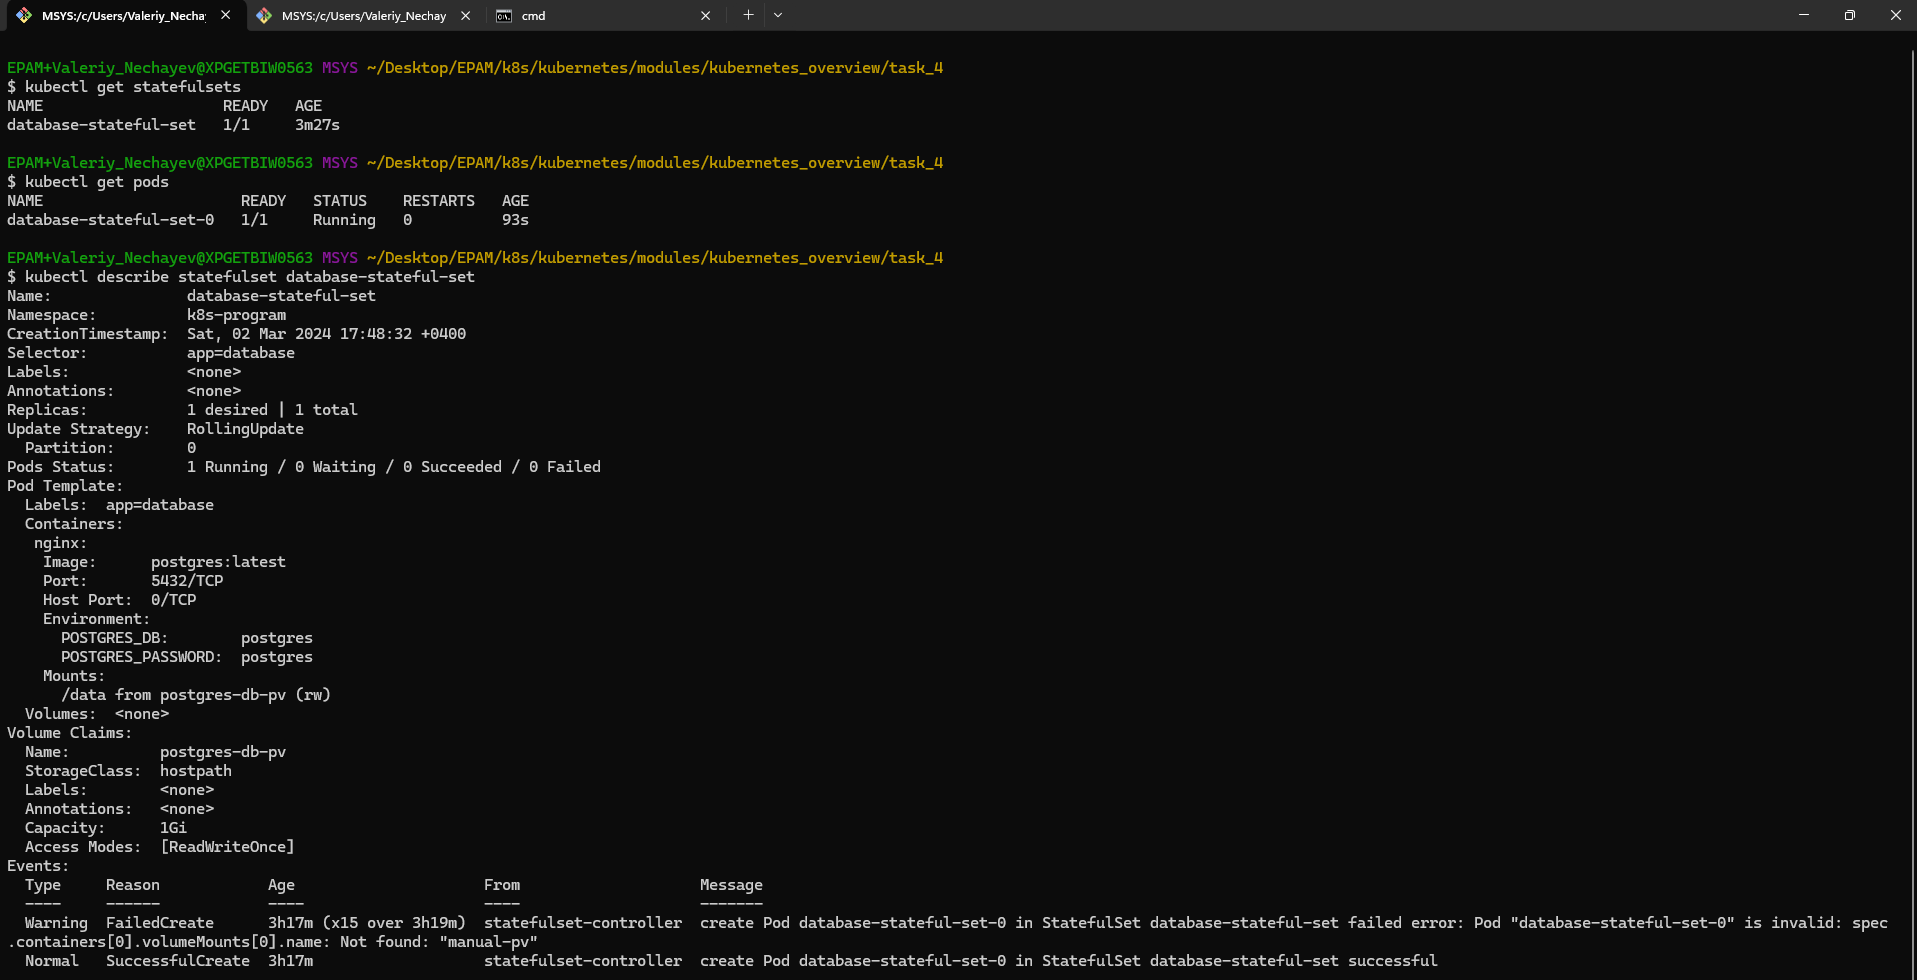 MSYS:/c/Users/Valeriy_Necha
MSYS:/c/Users/Valeriy_Nechay
cmd
EPAM+Valeriy_Nechayev@XPGETBIW0563 MSYS ~/Desktop/EPAM/k8s/kubernetes/modules/kubernetes_overview/task_4
$ kubectl get statefulsets
NAME                    READY   AGE
database-stateful-set   1/1     3m27s
EPAM+Valeriy_Nechayev@XPGETBIW0563 MSYS ~/Desktop/EPAM/k8s/kubernetes/modules/kubernetes_overview/task_4
$ kubectl get pods
NAME                      READY   STATUS    RESTARTS   AGE
database-stateful-set-0   1/1     Running   0          93s
EPAM+Valeriy_Nechayev@XPGETBIW0563 MSYS ~/Desktop/EPAM/k8s/kubernetes/modules/kubernetes_overview/task_4
$ kubectl describe statefulset database-stateful-set
Name:               database-stateful-set
Namespace:          k8s-program
CreationTimestamp:  Sat, 02 Mar 2024 17:48:32 +0400
Selector:           app=database
Labels:             <none>
Annotations:        <none>
Replicas:           1 desired | 1 total
Update Strategy:    RollingUpdate
  Partition:        0
Pods Status:        1 Running / 0 Waiting / 0 Succeeded / 0 Failed
Pod Template:
  Labels:  app=database
  Containers:
   nginx:
    Image:      postgres:latest
    Port:       5432/TCP
    Host Port:  0/TCP
    Environment:
      POSTGRES_DB:        postgres
      POSTGRES_PASSWORD:  postgres
    Mounts:
      /data from postgres-db-pv (rw)
  Volumes:  <none>
Volume Claims:
  Name:          postgres-db-pv
  StorageClass:  hostpath
  Labels:        <none>
  Annotations:   <none>
  Capacity:      1Gi
  Access Modes:  [ReadWriteOnce]
Events:
  Type     Reason            Age                     From                    Message
  ----     ------            ----                    ----                    -------
  Warning  FailedCreate      3h17m (x15 over 3h19m)  statefulset-controller  create Pod database-stateful-set-0 in StatefulSet database-stateful-set failed error: Pod "database-stateful-set-0" is invalid: spec
.containers[0].volumeMounts[0].name: Not found: "manual-pv"
  Normal   SuccessfulCreate  3h17m                   statefulset-controller  create Pod database-stateful-set-0 in StatefulSet database-stateful-set successful